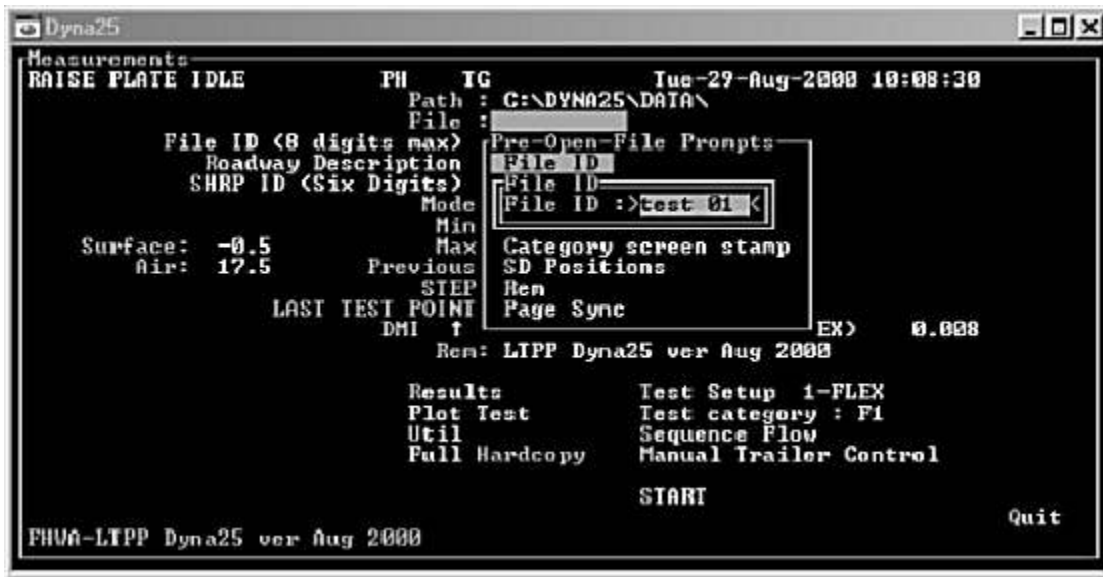 Dyna25
Measurements
RAISE PLATE IDLE PH TG Tue-29-Aug-2000 10:08:30
Path : C:\DYNA25\DATA\
File :
File ID (8 digits max) Pre-Open-File Prompts
Roadway Description File ID
SHRP ID (Six Digits) File ID
Mode File ID :>test 01 <
Min
Surface: -0.5 Max Category screen stamp
Air: 17.5 Previous SD Positions
STEP Rem
LAST TEST POINT Page Sync
DMI ↑ EX) 0.008
Rem: LTPP Dyna25 ver Aug 2000
Results Test Setup 1-FLEX
Plot Test Test category : F1
Util Sequence Flow
Full Hardcopy Manual Trailer Control
START
Quit
FHWA-LTPP Dyna25 ver Aug 2000